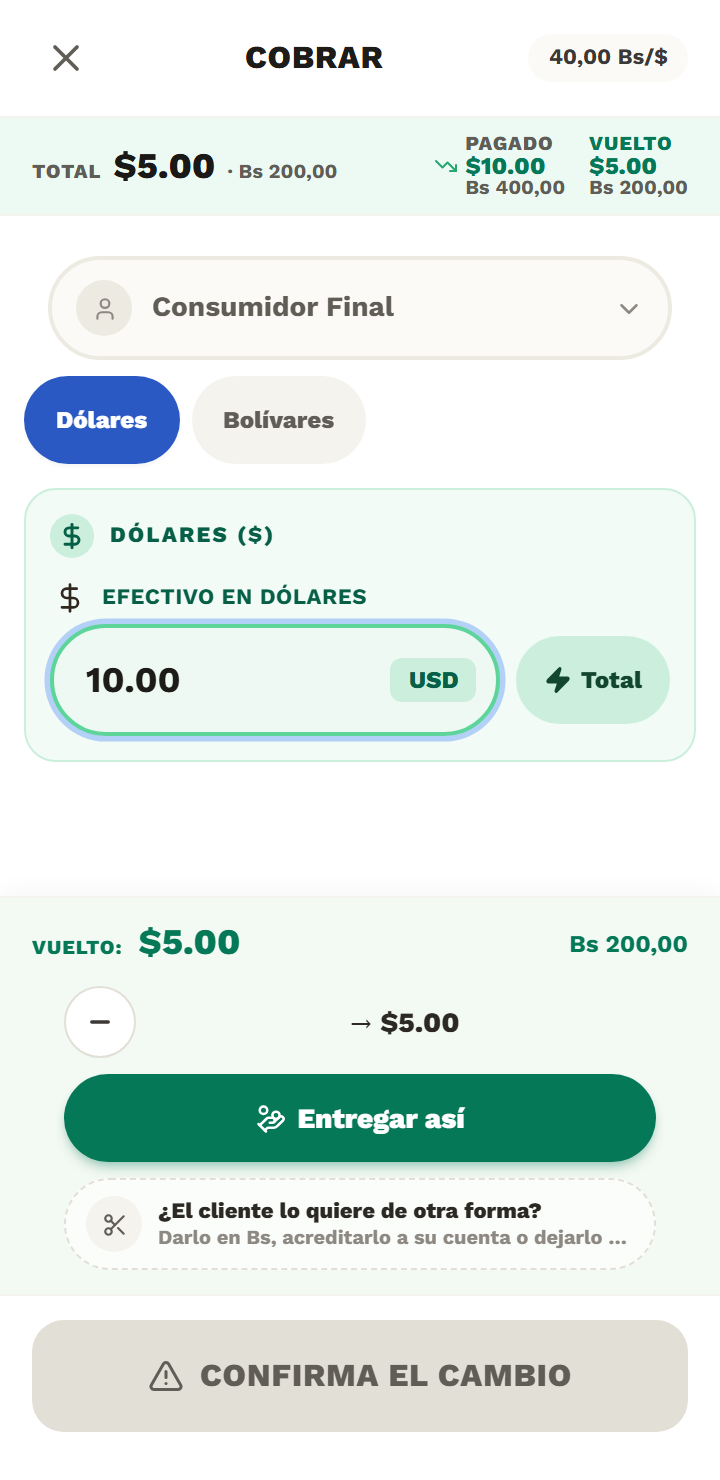 COBRAR
40,00 Bs/$
TOTAL $5.00 · Bs 200,00
PAGADO
$10.00
Bs 400,00
VUELTO
$5.00
Bs 200,00
Consumidor Final
Dólares
Bolívares
DÓLARES ($)
EFECTIVO EN DÓLARES
10.00
USD
Total
VUELTO: $5.00
Bs 200,00
→ $5.00
Entregar así
¿El cliente lo quiere de otra forma?
Darlo en Bs, acreditarlo a su cuenta o dejarlo ...
CONFIRMA EL CAMBIO